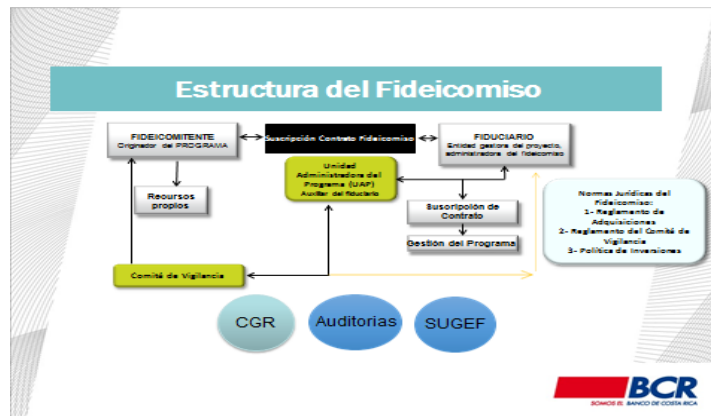 Estructura del Fideicomiso
FIDEICOMITENTE
Originador del PROGRAMA
Suscripción Contrato Fideicomiso
FIDUCIARIO
Entidad gestora del proyecto,
administradora del fideicomiso
Unidad
Administradora del
Programa (UAP)
Auxiliar del fiduciario
Recursos
propios
Suscripción de
Contrato
Gestión del Programa
Normas Jurídicas del
Fideicomiso:
1- Reglamento de
Adquisiciones
2- Reglamento del Comité de
Vigilancia
3- Política de Inversiones
Comité de Vigilancia
CGR
Auditorias
SUGEF
BCR
SOMOS EL BANCO DE COSTA RICA